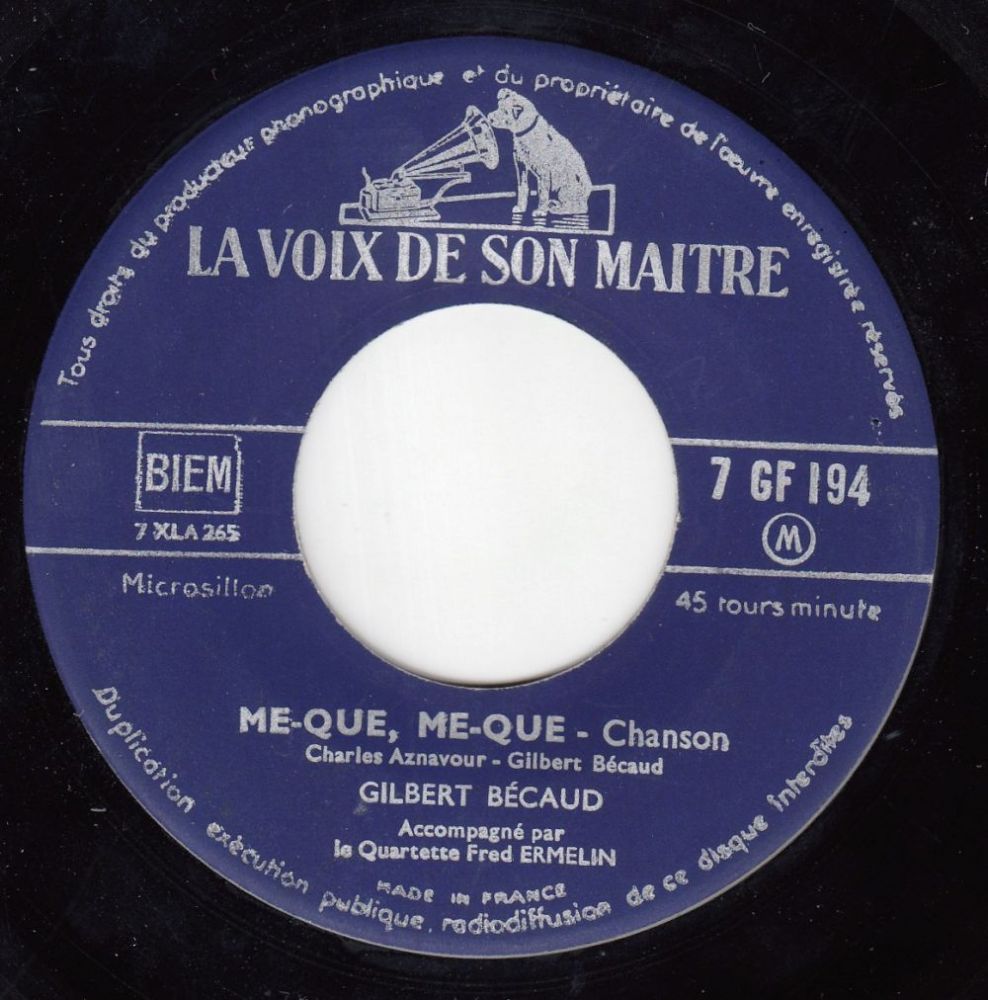 Tous droits du producteur phonographique et du propriétaire de l'œuvre enregistrée réservés
LA VOIX DE SON MAITRE
BIEM
7 XLA 265
7 GF 194
M
Microsillon
45 tours minute
ME-QUE, ME-QUE - Chanson
Charles Aznavour - Gilbert Bécaud
GILBERT BÉCAUD
Accompagné par
le Quartette Fred ERMELIN
MADE IN FRANCE
Duplication exécution publique, radiodiffusion de ce disque interdites